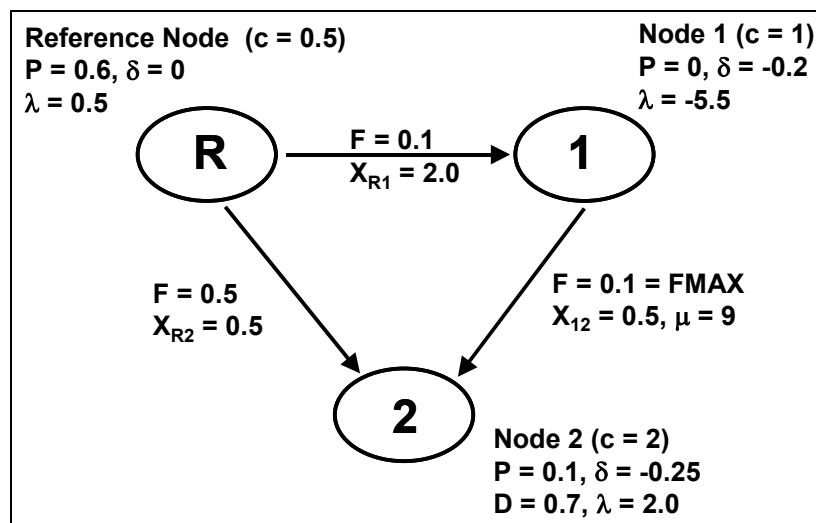 Reference Node (c = 0.5)
P = 0.6, δ = 0
λ = 0.5
Node 1 (c = 1)
P = 0, δ = -0.2
λ = -5.5
R
F = 0.1
X_R1 = 2.0
1
F = 0.5
X_R2 = 0.5
F = 0.1 = FMAX
X_12 = 0.5, μ = 9
2
Node 2 (c = 2)
P = 0.1, δ = -0.25
D = 0.7, λ = 2.0